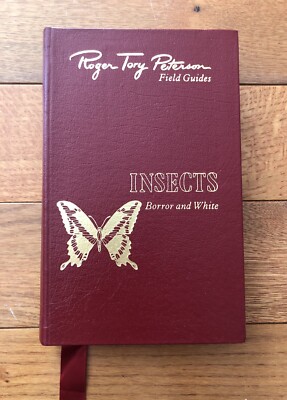 Roger Tory Peterson
Field Guides
INSECTS
Borror and White